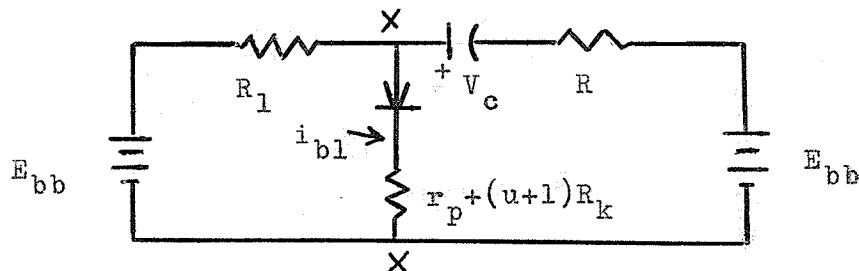 X
R1
+
Vc
R
ib1
Ebb
Ebb
rp+(u+1)Rk
X